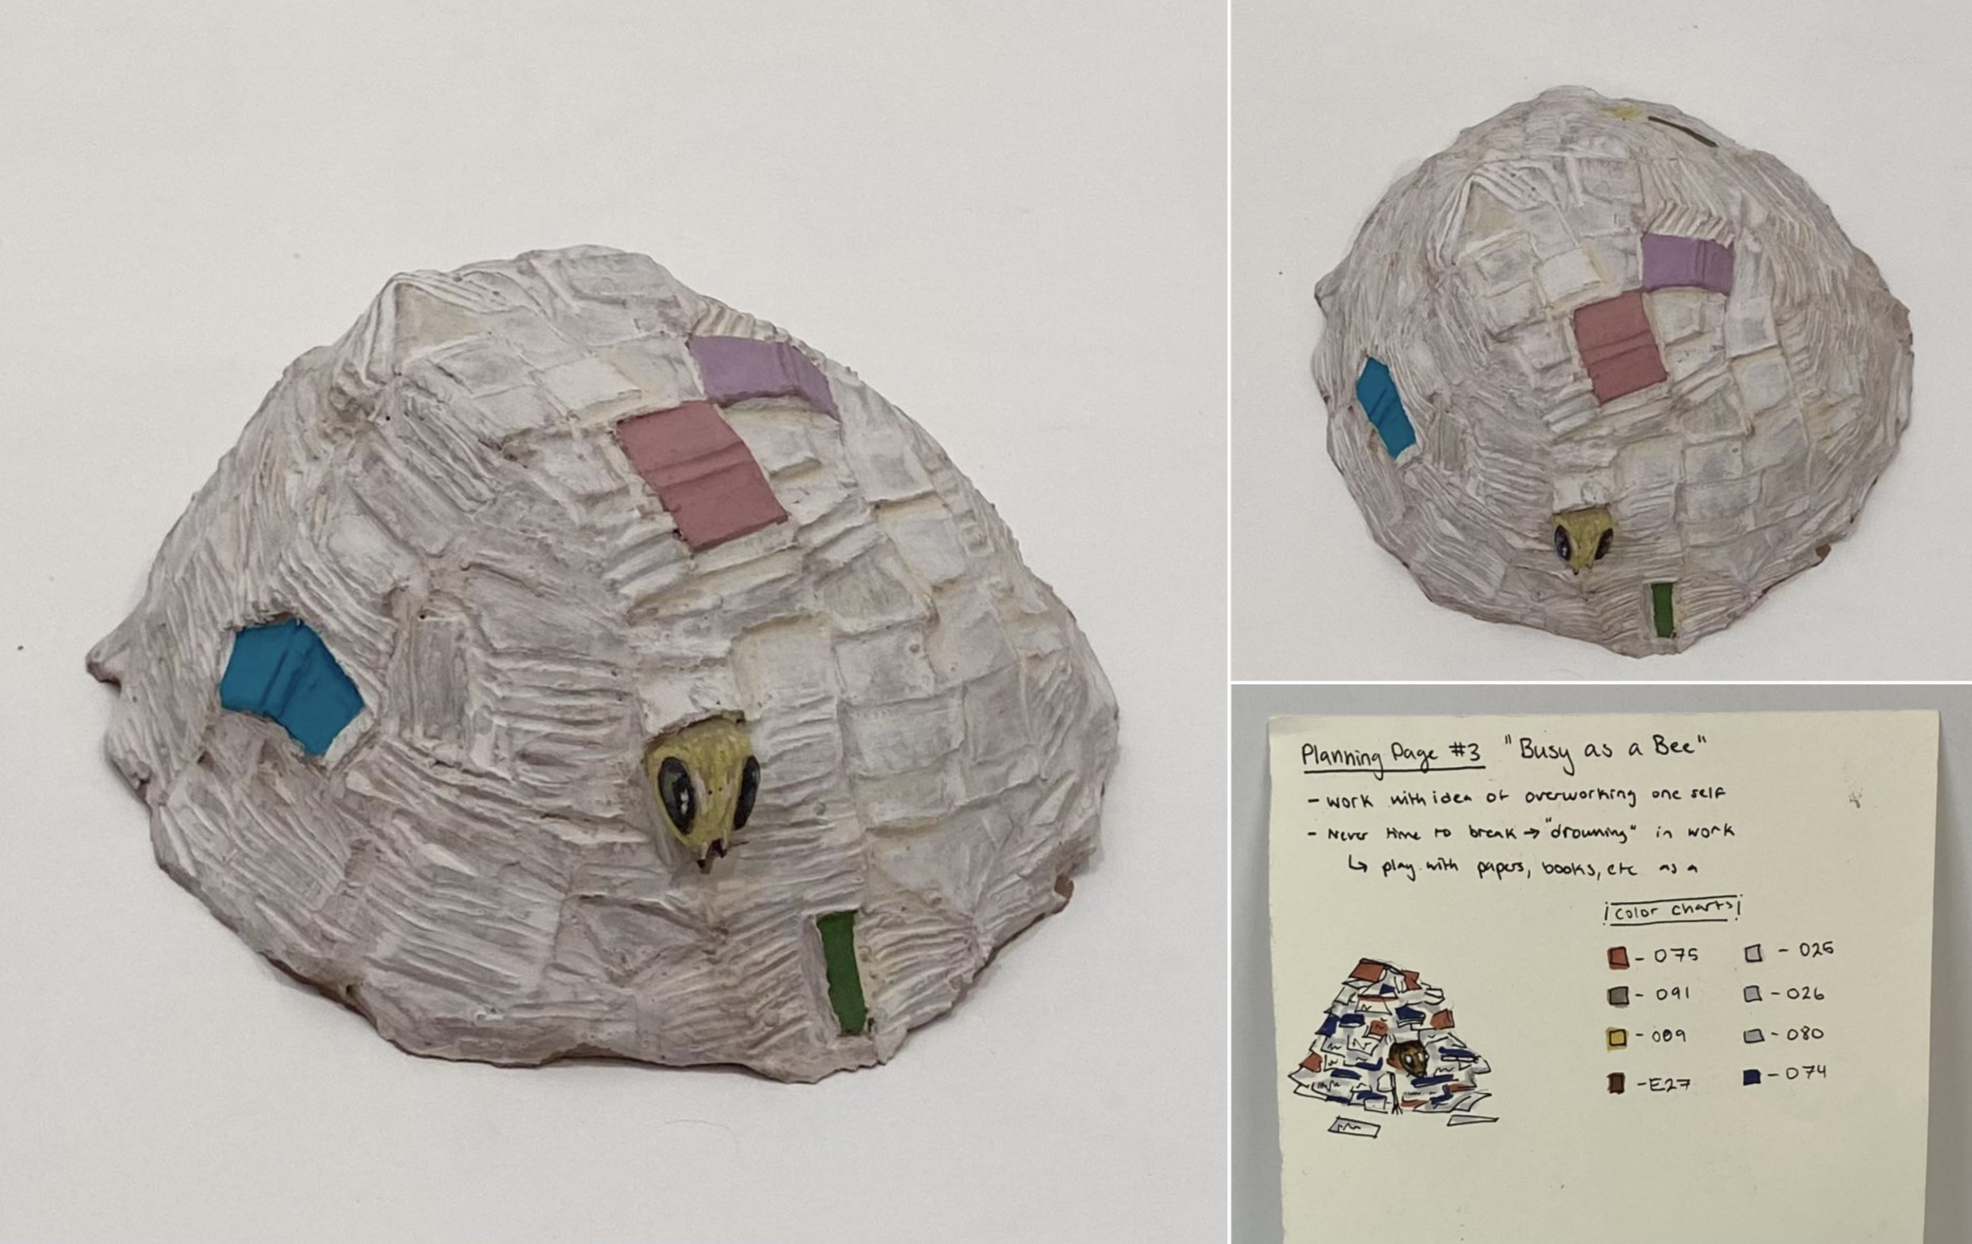 Planning Page #3 "Busy as a Bee"
- work with idea of overworking one self
- Never time to break → "drowning" in work
↳ play with papers, books, etc as a
Color charts
- 075
- 025
- 091
- 026
- 089
- 080
- E27
- 074